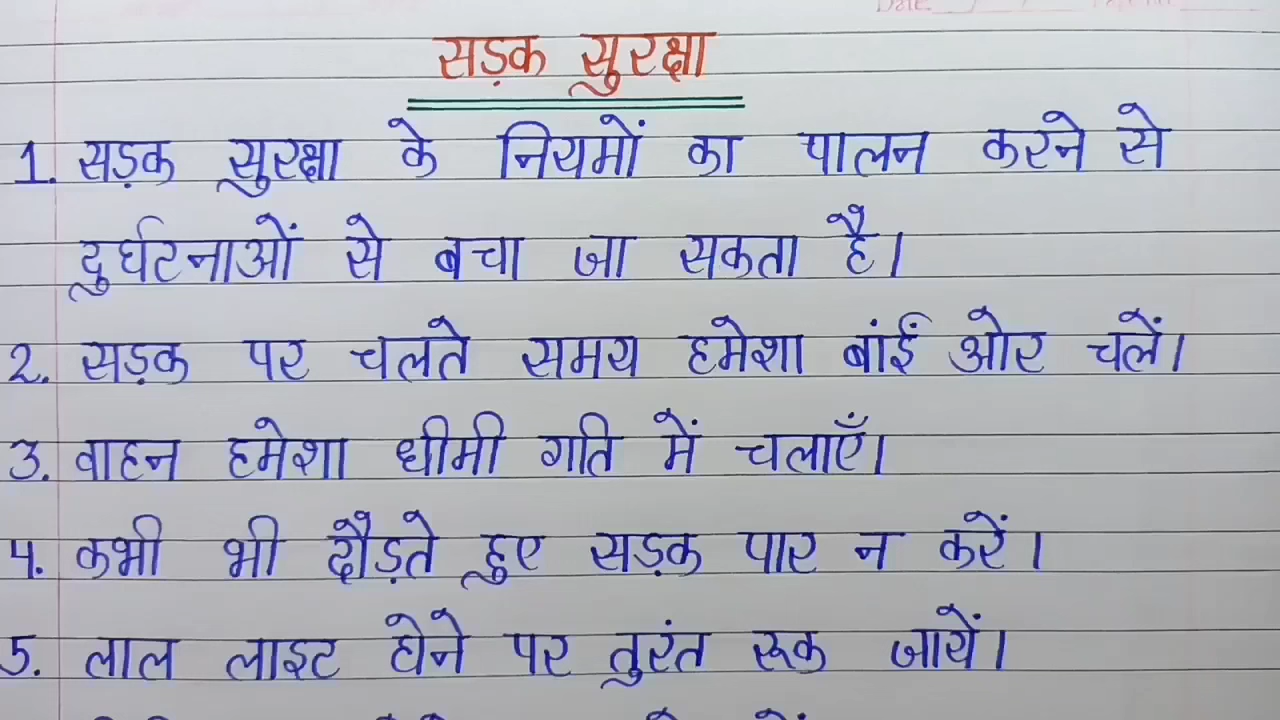 सड़क सुरक्षा
1. सड़क सुरक्षा के नियमों का पालन करने से
दुर्घटनाओं से बचा जा सकता है।
2. सड़क पर चलते समय हमेशा बांईं ओर चलें।
3. वाहन हमेशा धीमी गति में चलाएँ।
4. कभी भी दौड़ते हुए सड़क पार न करें।
5. लाल लाइट होने पर तुरंत रूक जायें।